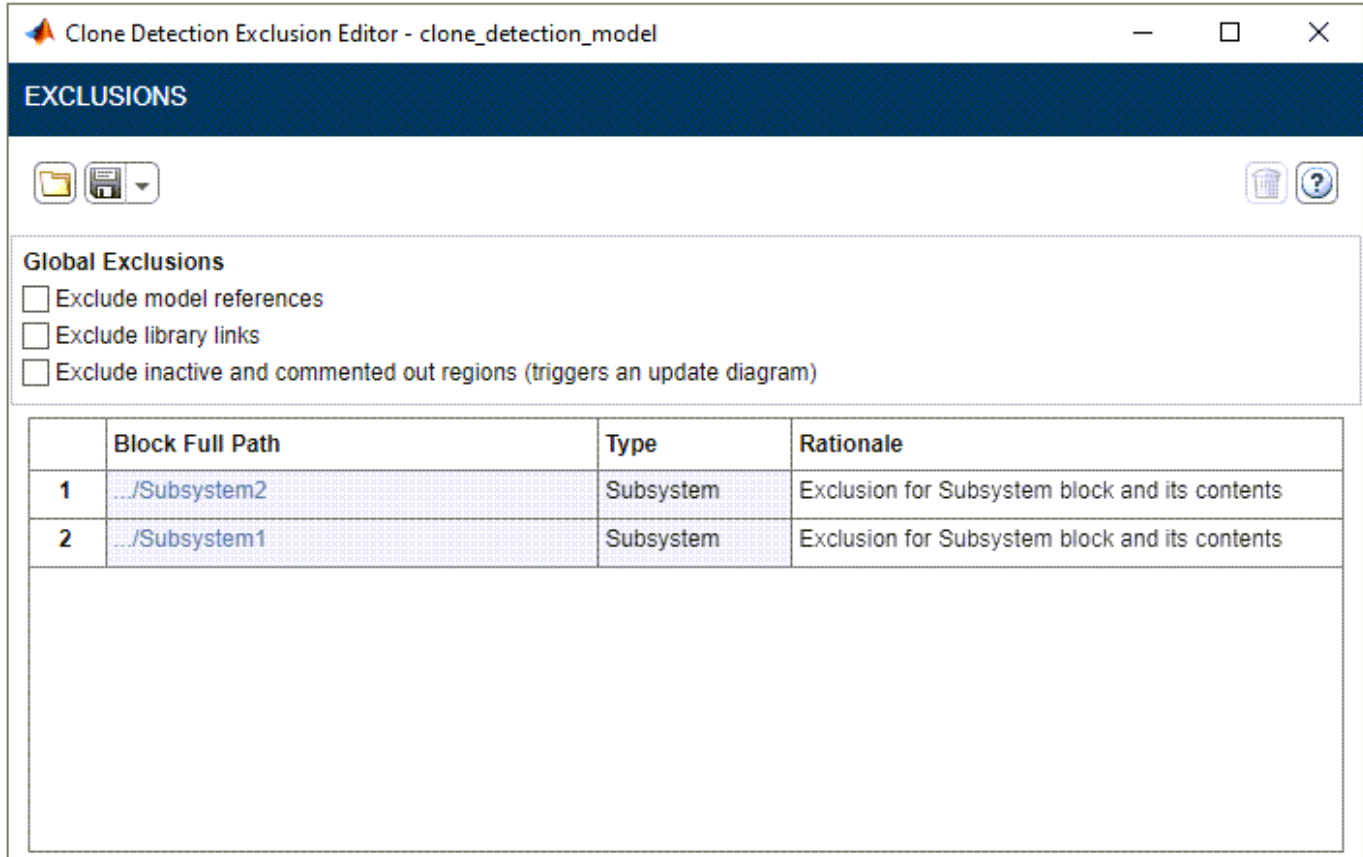 Clone Detection Exclusion Editor - clone_detection_model
EXCLUSIONS
Global Exclusions
Exclude model references
Exclude library links
Exclude inactive and commented out regions (triggers an update diagram)
Block Full Path Type Rationale
1 .../Subsystem2 Subsystem Exclusion for Subsystem block and its contents
2 .../Subsystem1 Subsystem Exclusion for Subsystem block and its contents